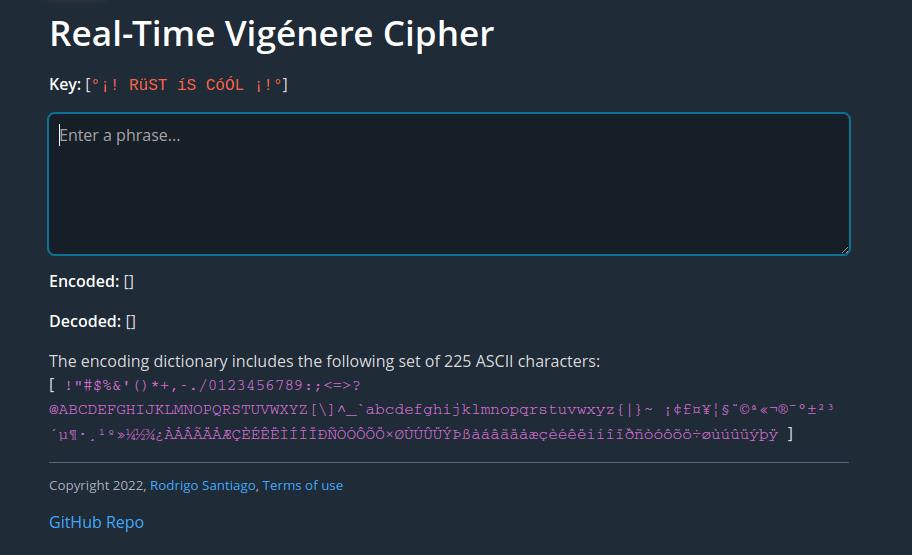 Real-Time Vigénere Cipher
Key: [°¡! RüST íS CóÓL ¡!°]
Enter a phrase...
Encoded: []
Decoded: []
The encoding dictionary includes the following set of 225 ASCII characters:
[ !"#$%&'()*+,-./0123456789:;<=>?
@ABCDEFGHIJKLMNOPQRSTUVWXYZ[\]^_`abcdefghijklmnopqrstuvwxyz{|}~ ¡¢£¤¥¦§¨©ª«¬®¯°±²³
´µ¶·¸¹º»¼½¾¿ÀÁÂÃÄÅÆÇÈÉÊËÌÍÎÏÐÑÒÓÔÕÖ×ØÙÚÛÜÝÞßàáâãäåæçèéêëìíîïðñòóôõö÷øùúûüýþÿ ]
Copyright 2022, Rodrigo Santiago, Terms of use
GitHub Repo